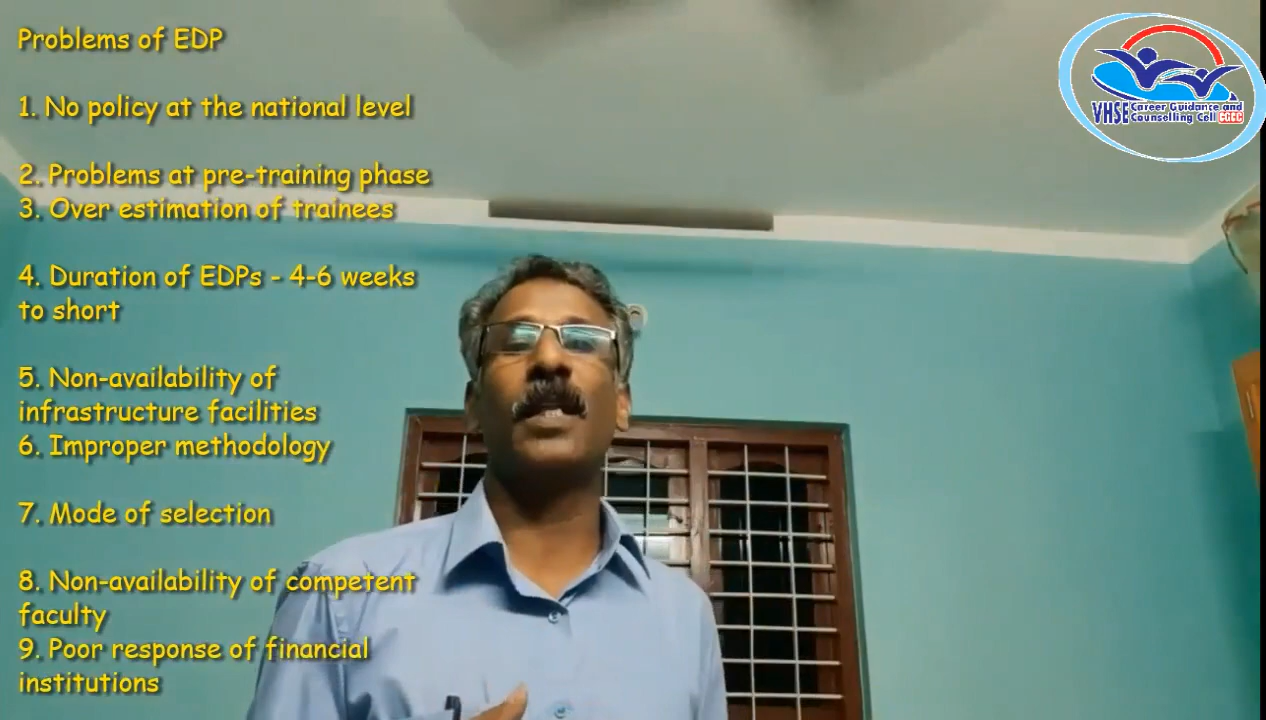 Problems of EDP
1. No policy at the national level
2. Problems at pre-training phase
3. Over estimation of trainees
4. Duration of EDPs - 4-6 weeks
to short
5. Non-availability of
infrastructure facilities
6. Improper methodology
7. Mode of selection
8. Non-availability of competent
faculty
9. Poor response of financial
institutions
VHSE Career Guidance and
Counselling Cell CGCC